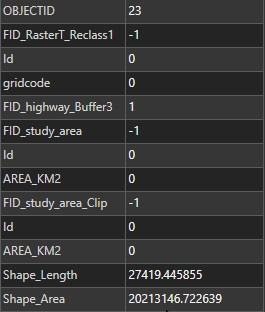 OBJECTID 23
FID_RasterT_Reclass1 -1
Id 0
gridcode 0
FID_highway_Buffer3 1
FID_study_area -1
Id 0
AREA_KM2 0
FID_study_area_Clip -1
Id 0
AREA_KM2 0
Shape_Length 27419.445855
Shape_Area 20213146.722639